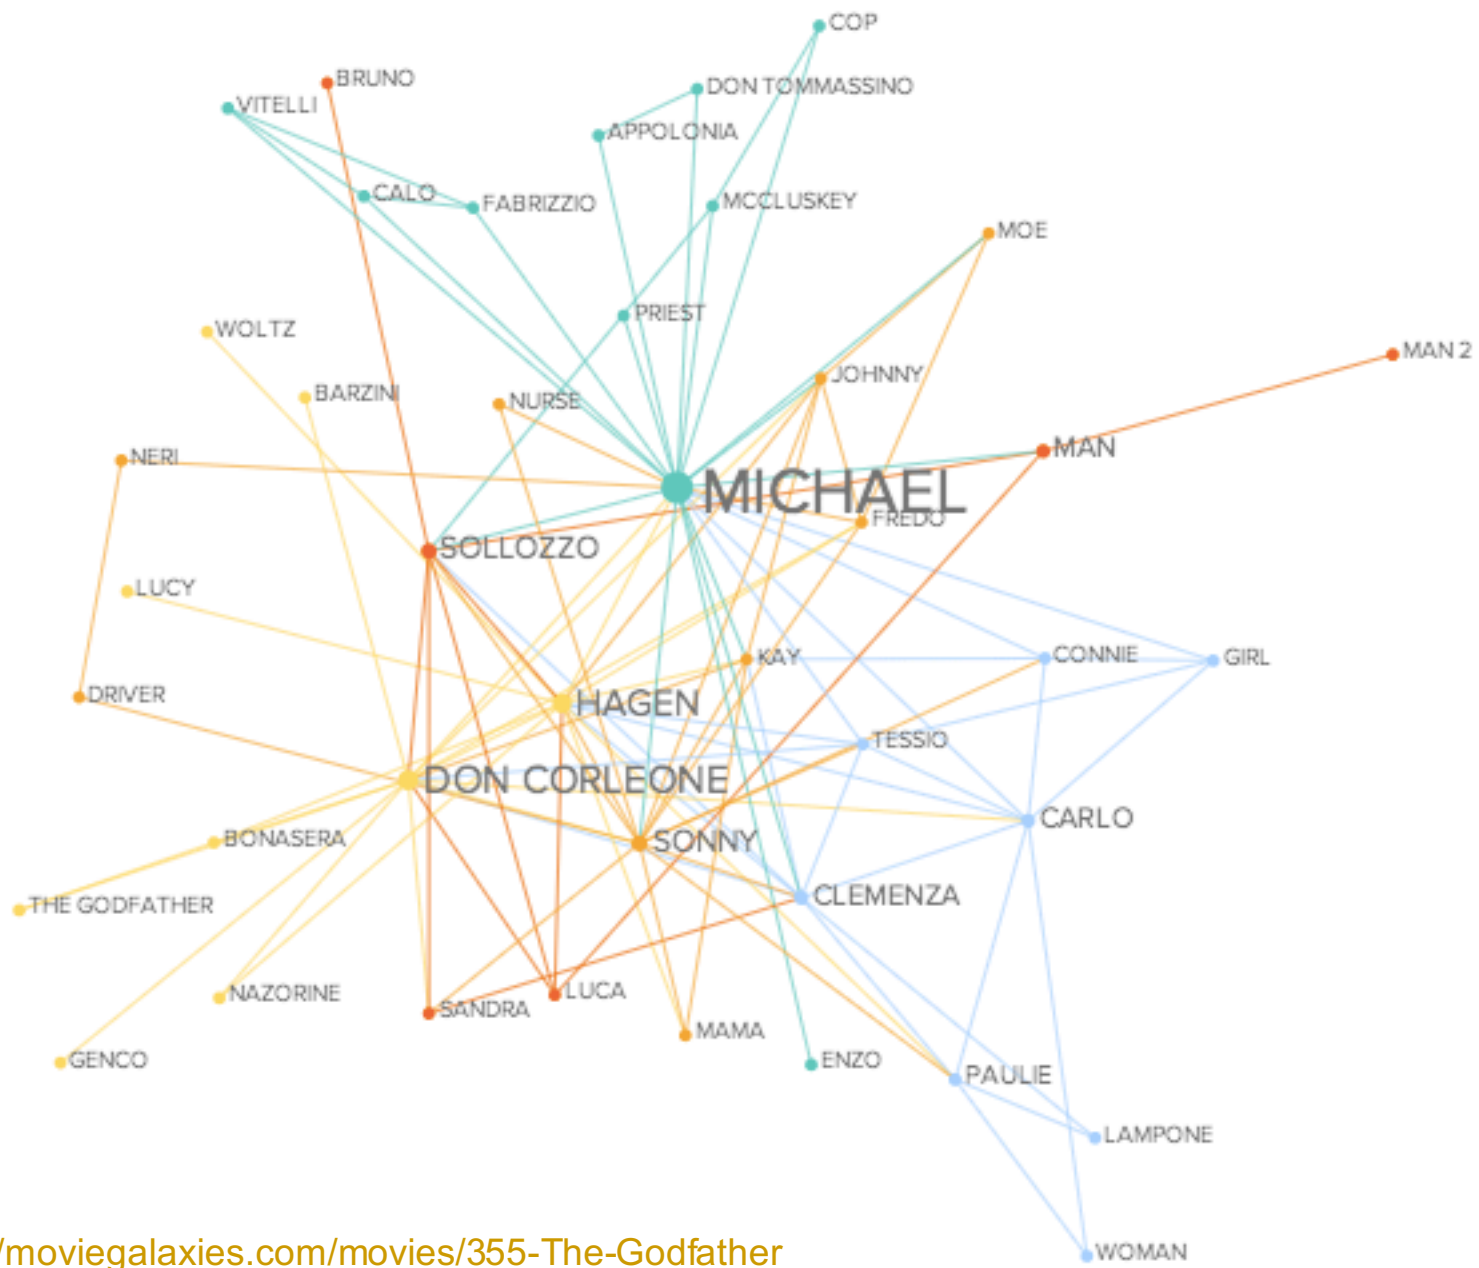 COP
BRUNO
DON TOMMASSINO
VITELLI
APPOLONIA
CALO
FABRIZZIO
MCCLUSKEY
MOE
PRIEST
WOLTZ
MAN 2
JOHNNY
BARZINI
NURSE
MAN
NERI
MICHAEL
FREDO
SOLLOZZO
LUCY
KAY
CONNIE
GIRL
DRIVER
HAGEN
TESSIO
DON CORLEONE
CARLO
BONASERA
SONNY
CLEMENZA
THE GODFATHER
NAZORINE
LUCA
SANDRA
MAMA
GENCO
ENZO
PAULIE
LAMPONE
WOMAN
/moviegalaxies.com/movies/355-The-Godfather